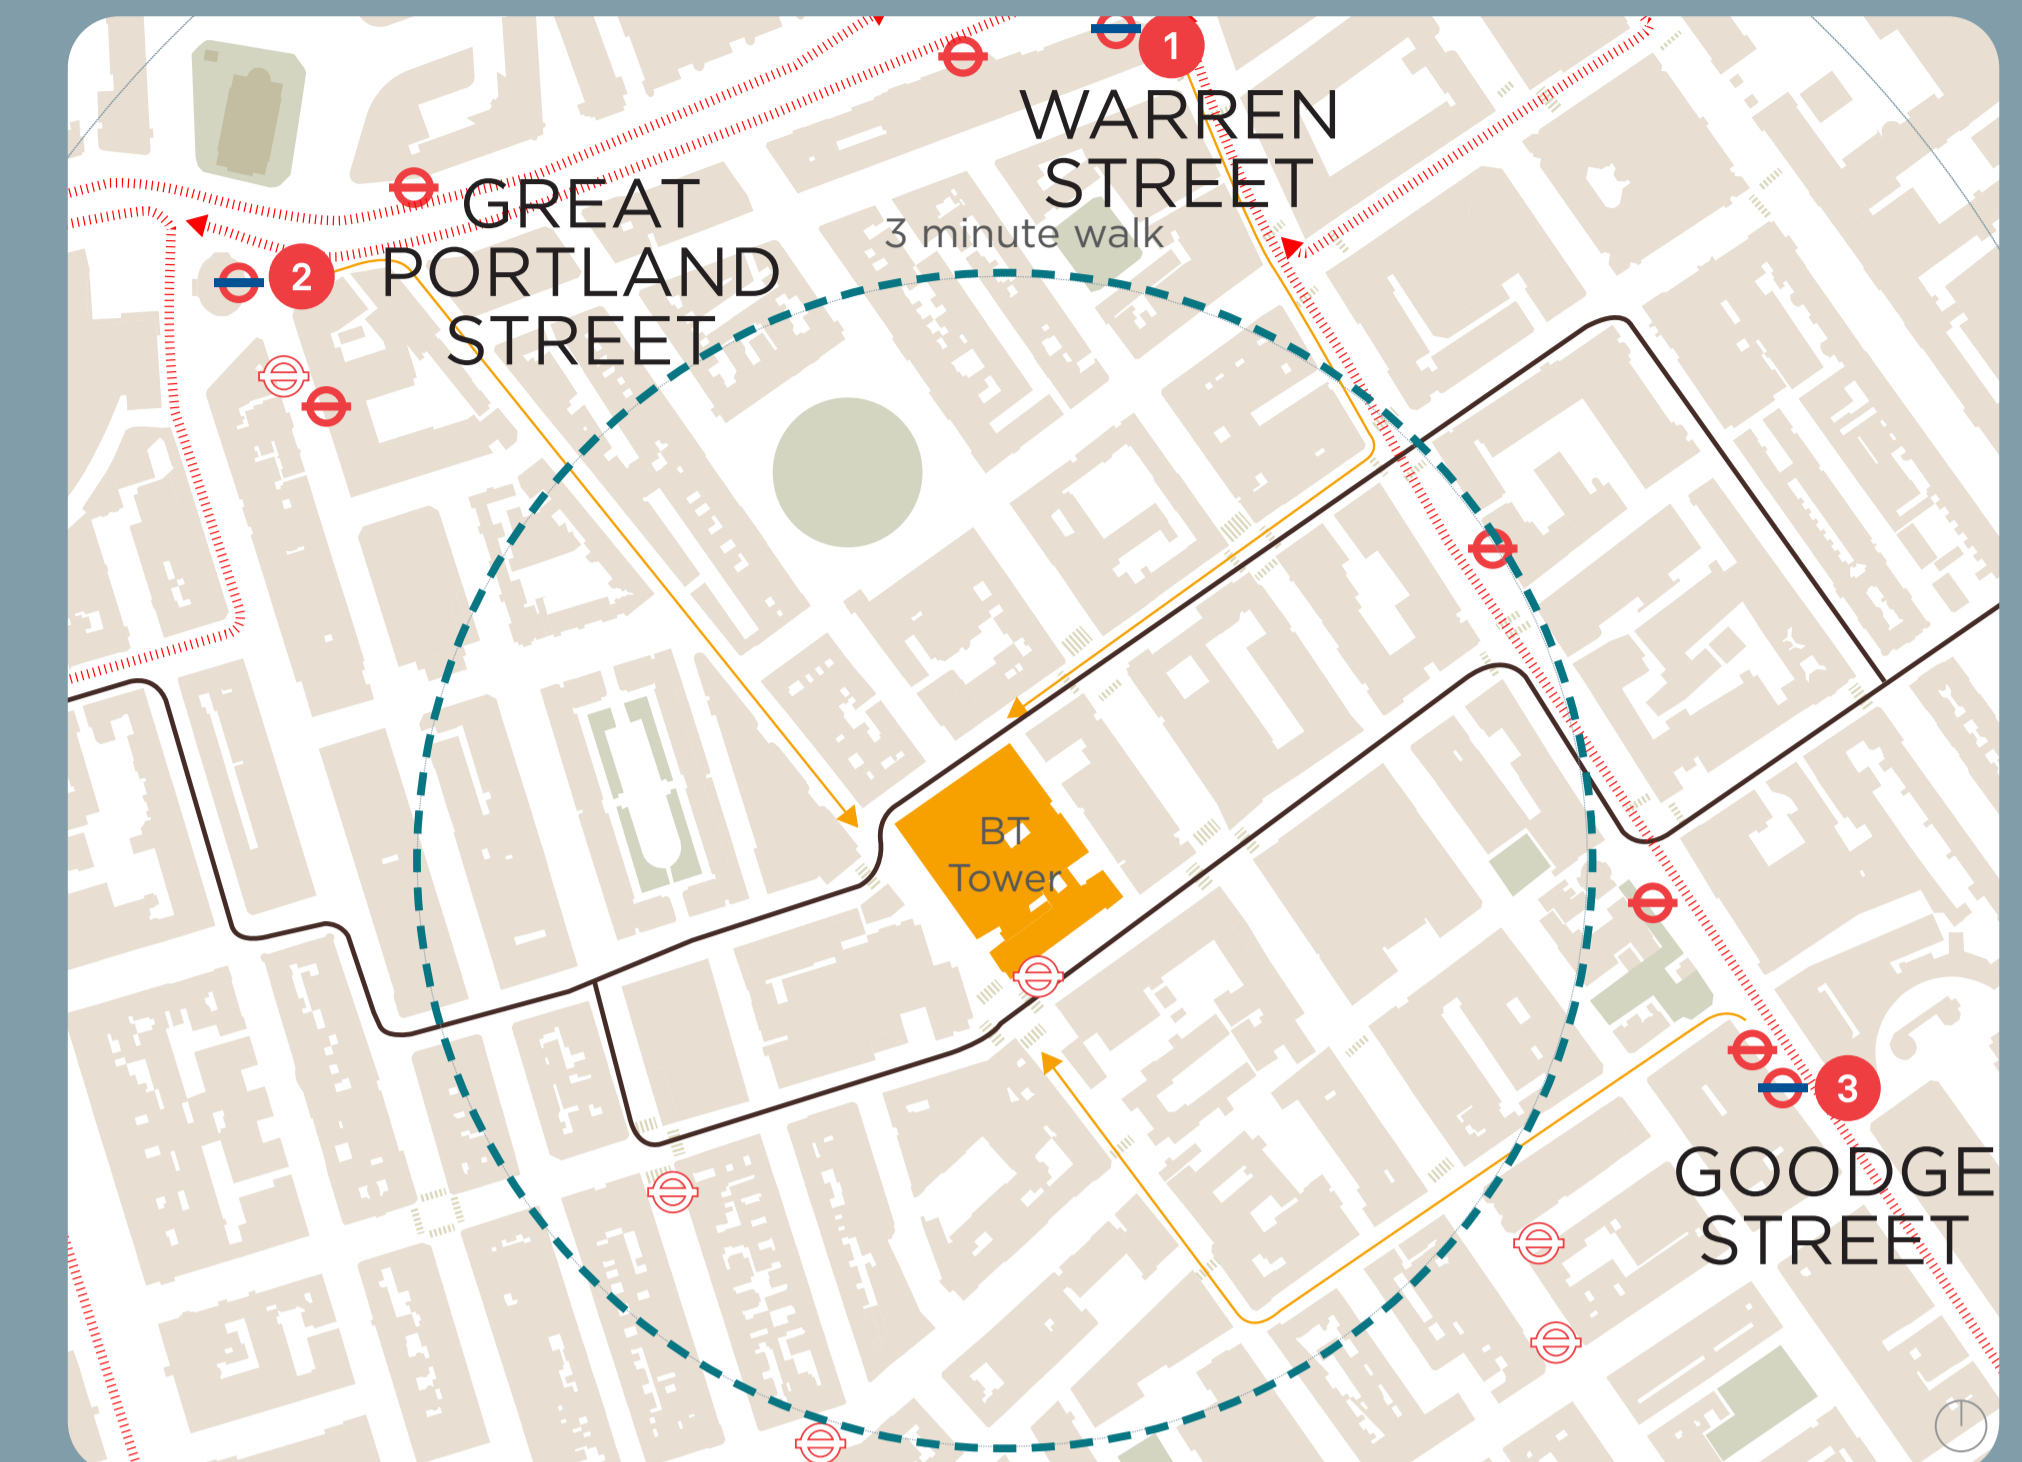 1
WARREN
STREET
GREAT
PORTLAND
STREET
3 minute walk
2
BT
Tower
3
GOODGE
STREET